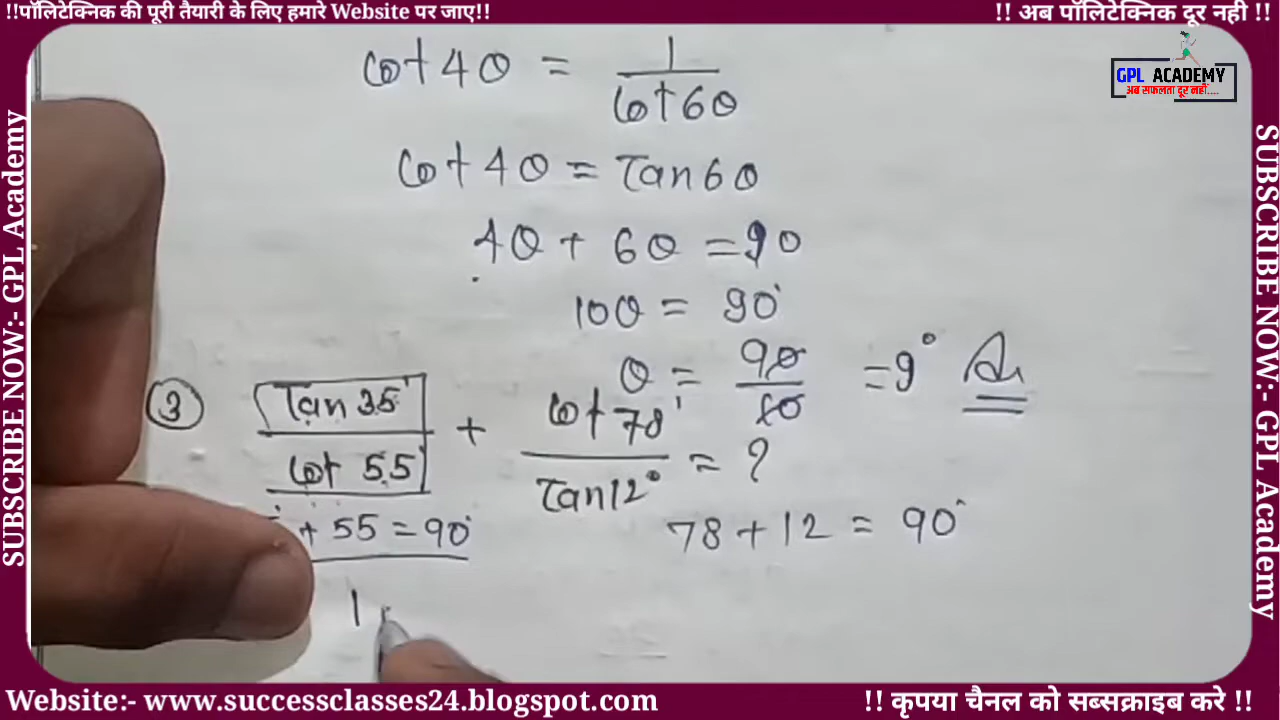 !!पॉलिटेक्निक की पूरी तैयारी के लिए हमारे Website पर जाए!!
!! अब पॉलिटेक्निक दूर नही !!
GPL ACADEMY
अब सफलता दूर नहीं....
SUBSCRIBE NOW:- GPL Academy
SUBSCRIBE NOW:- GPL Academy
cot 4θ = 1 / cot 6θ
cot 4θ = Tan 6θ
4θ + 6θ = 90
10θ = 90°
θ = 90 / 10 = 9°
③ Tan 35° / cot 55° + cot 78° / Tan 12° = ?
+ 55 = 90°
78 + 12 = 90°
1
Website:- www.successclasses24.blogspot.com
!! कृपया चैनल को सब्सक्राइब करे !!